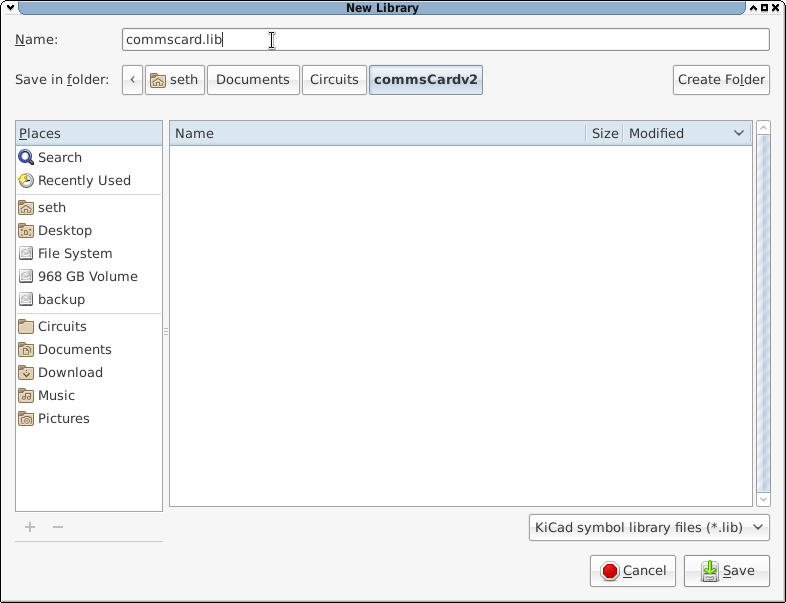 New Library
Name: commscard.lib
Save in folder: seth Documents Circuits commsCardv2 Create Folder
Places
Search
Recently Used
seth
Desktop
File System
968 GB Volume
backup
Circuits
Documents
Download
Music
Pictures
Name Size Modified
KiCad symbol library files (*.lib)
Cancel Save